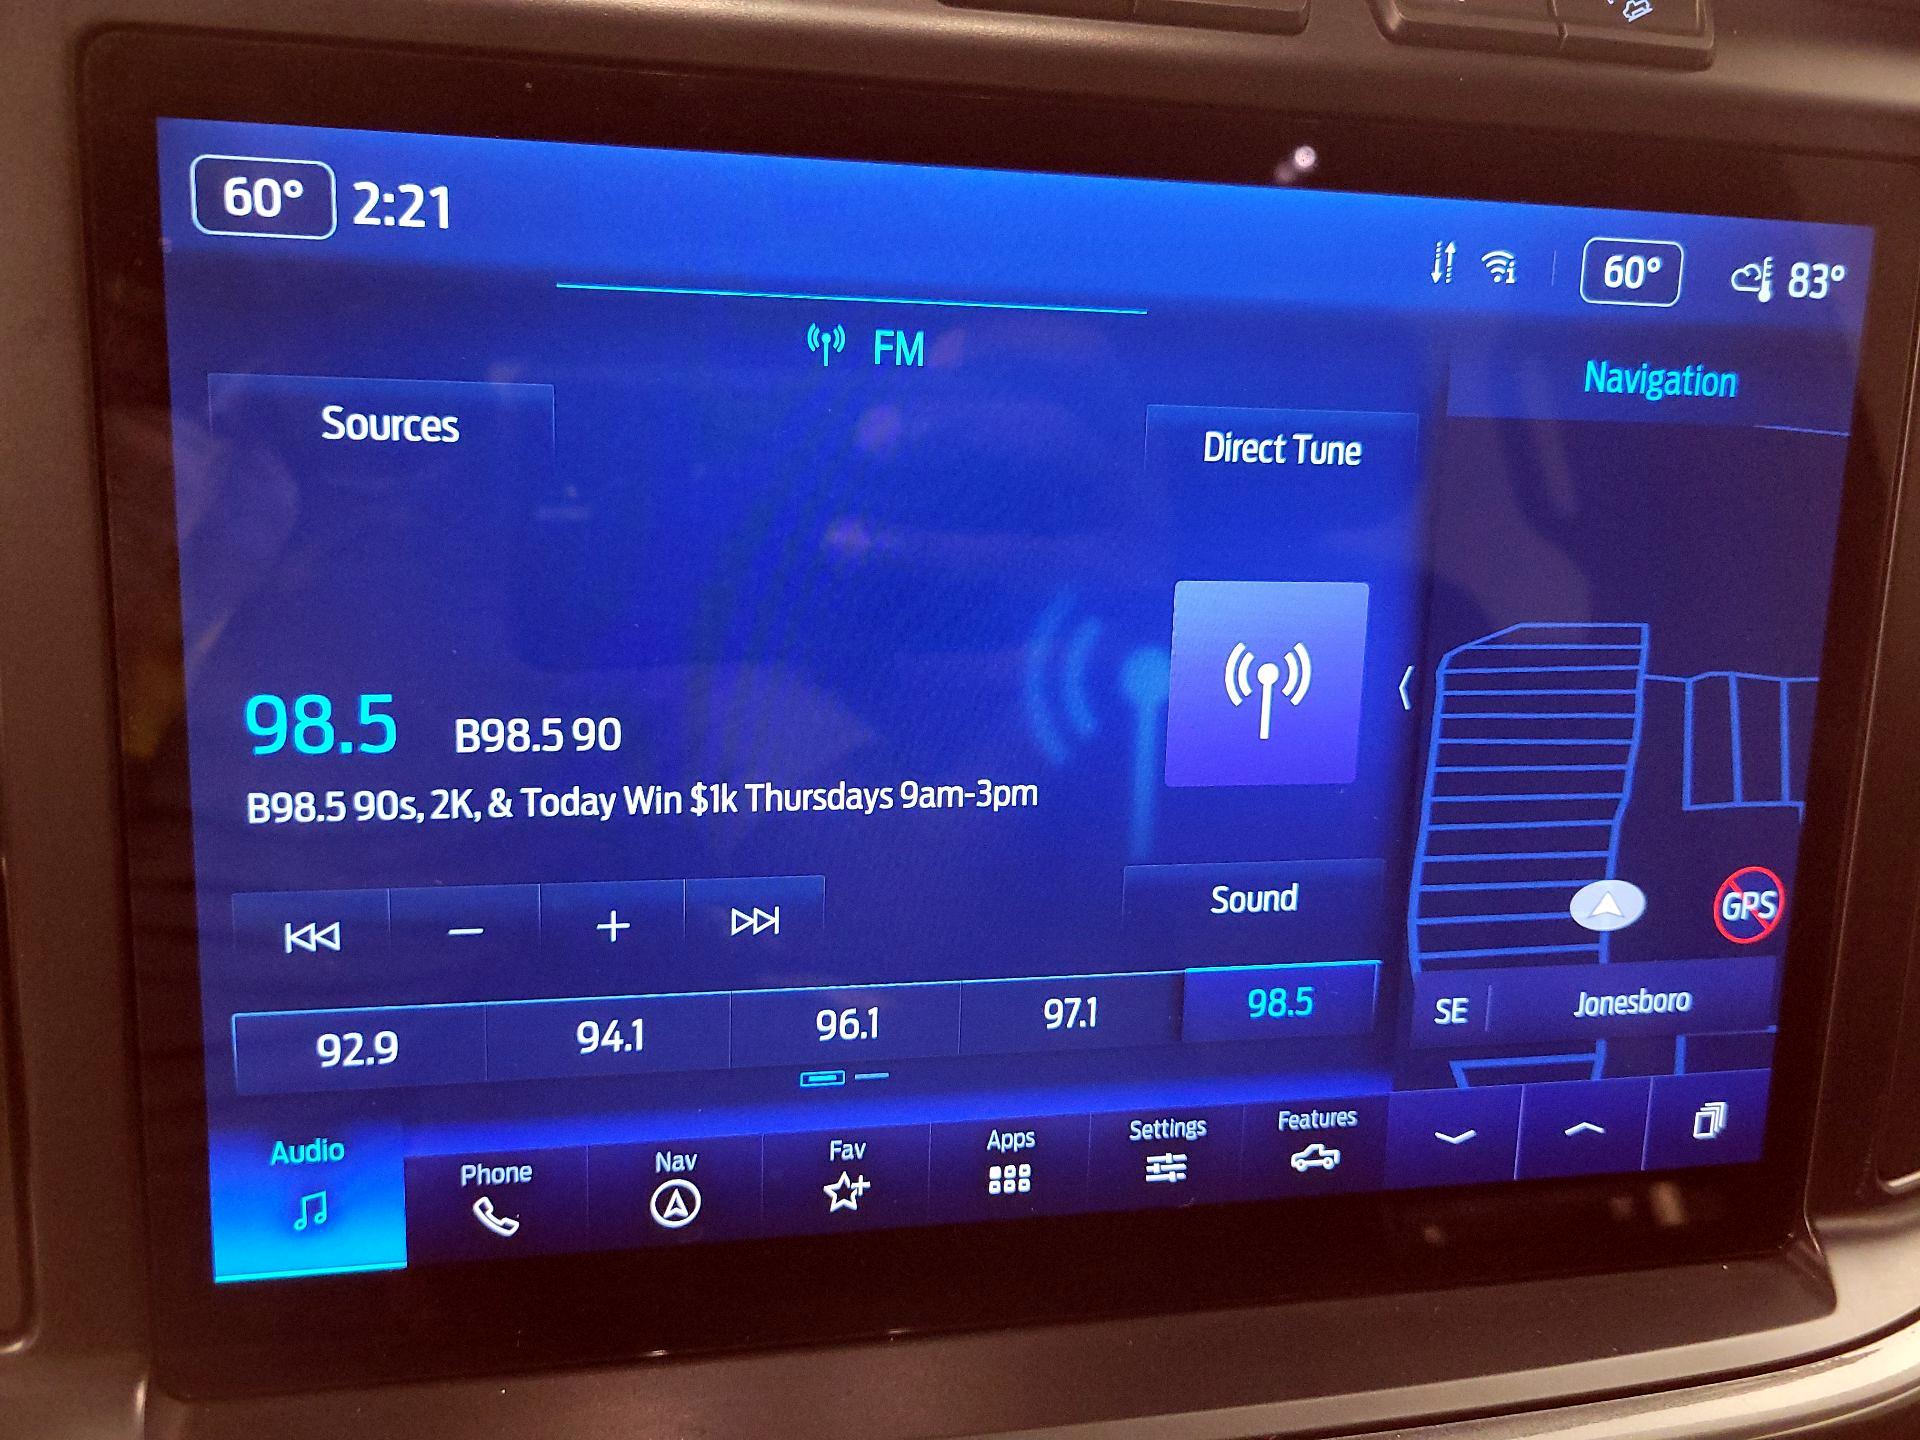 60° 2:21
60° 83°
FM
Navigation
Sources
Direct Tune
98.5 B98.5 90
B98.5 90s, 2K, & Today Win $1k Thursdays 9am-3pm
Sound
GPS
92.9 94.1 96.1 97.1 98.5
SE Jonesboro
Audio Phone Nav Fav Apps Settings Features